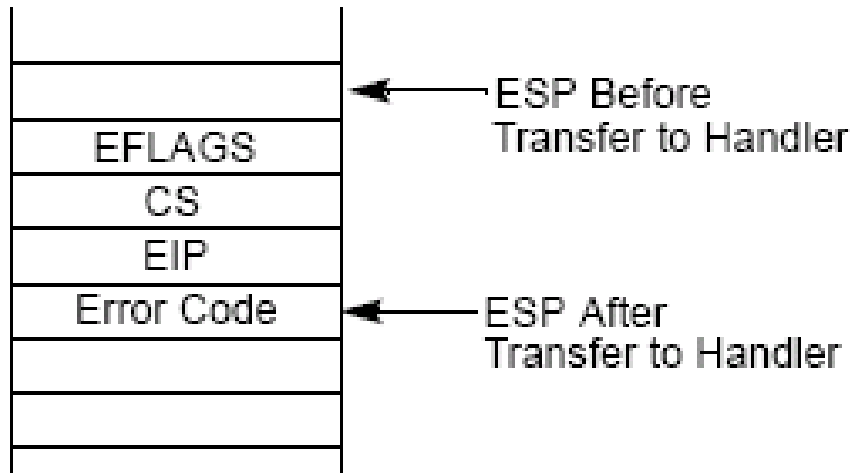 ESP Before
Transfer to Handler
EFLAGS
CS
EIP
Error Code
ESP After
Transfer to Handler